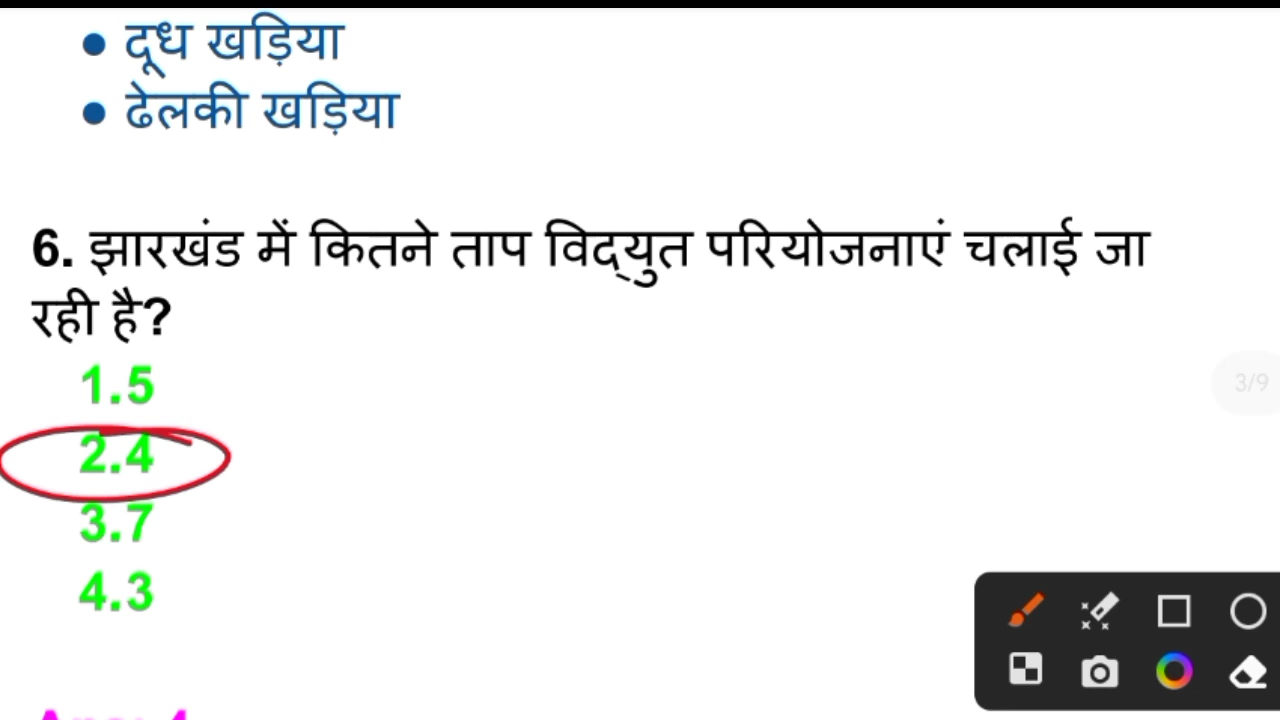 ● दूध खड़िया
● ढेलकी खड़िया
6. झारखंड में कितने ताप विद्युत परियोजनाएं चलाई जा
रही है?
1.5
2.4
3.7
3/9
4.3